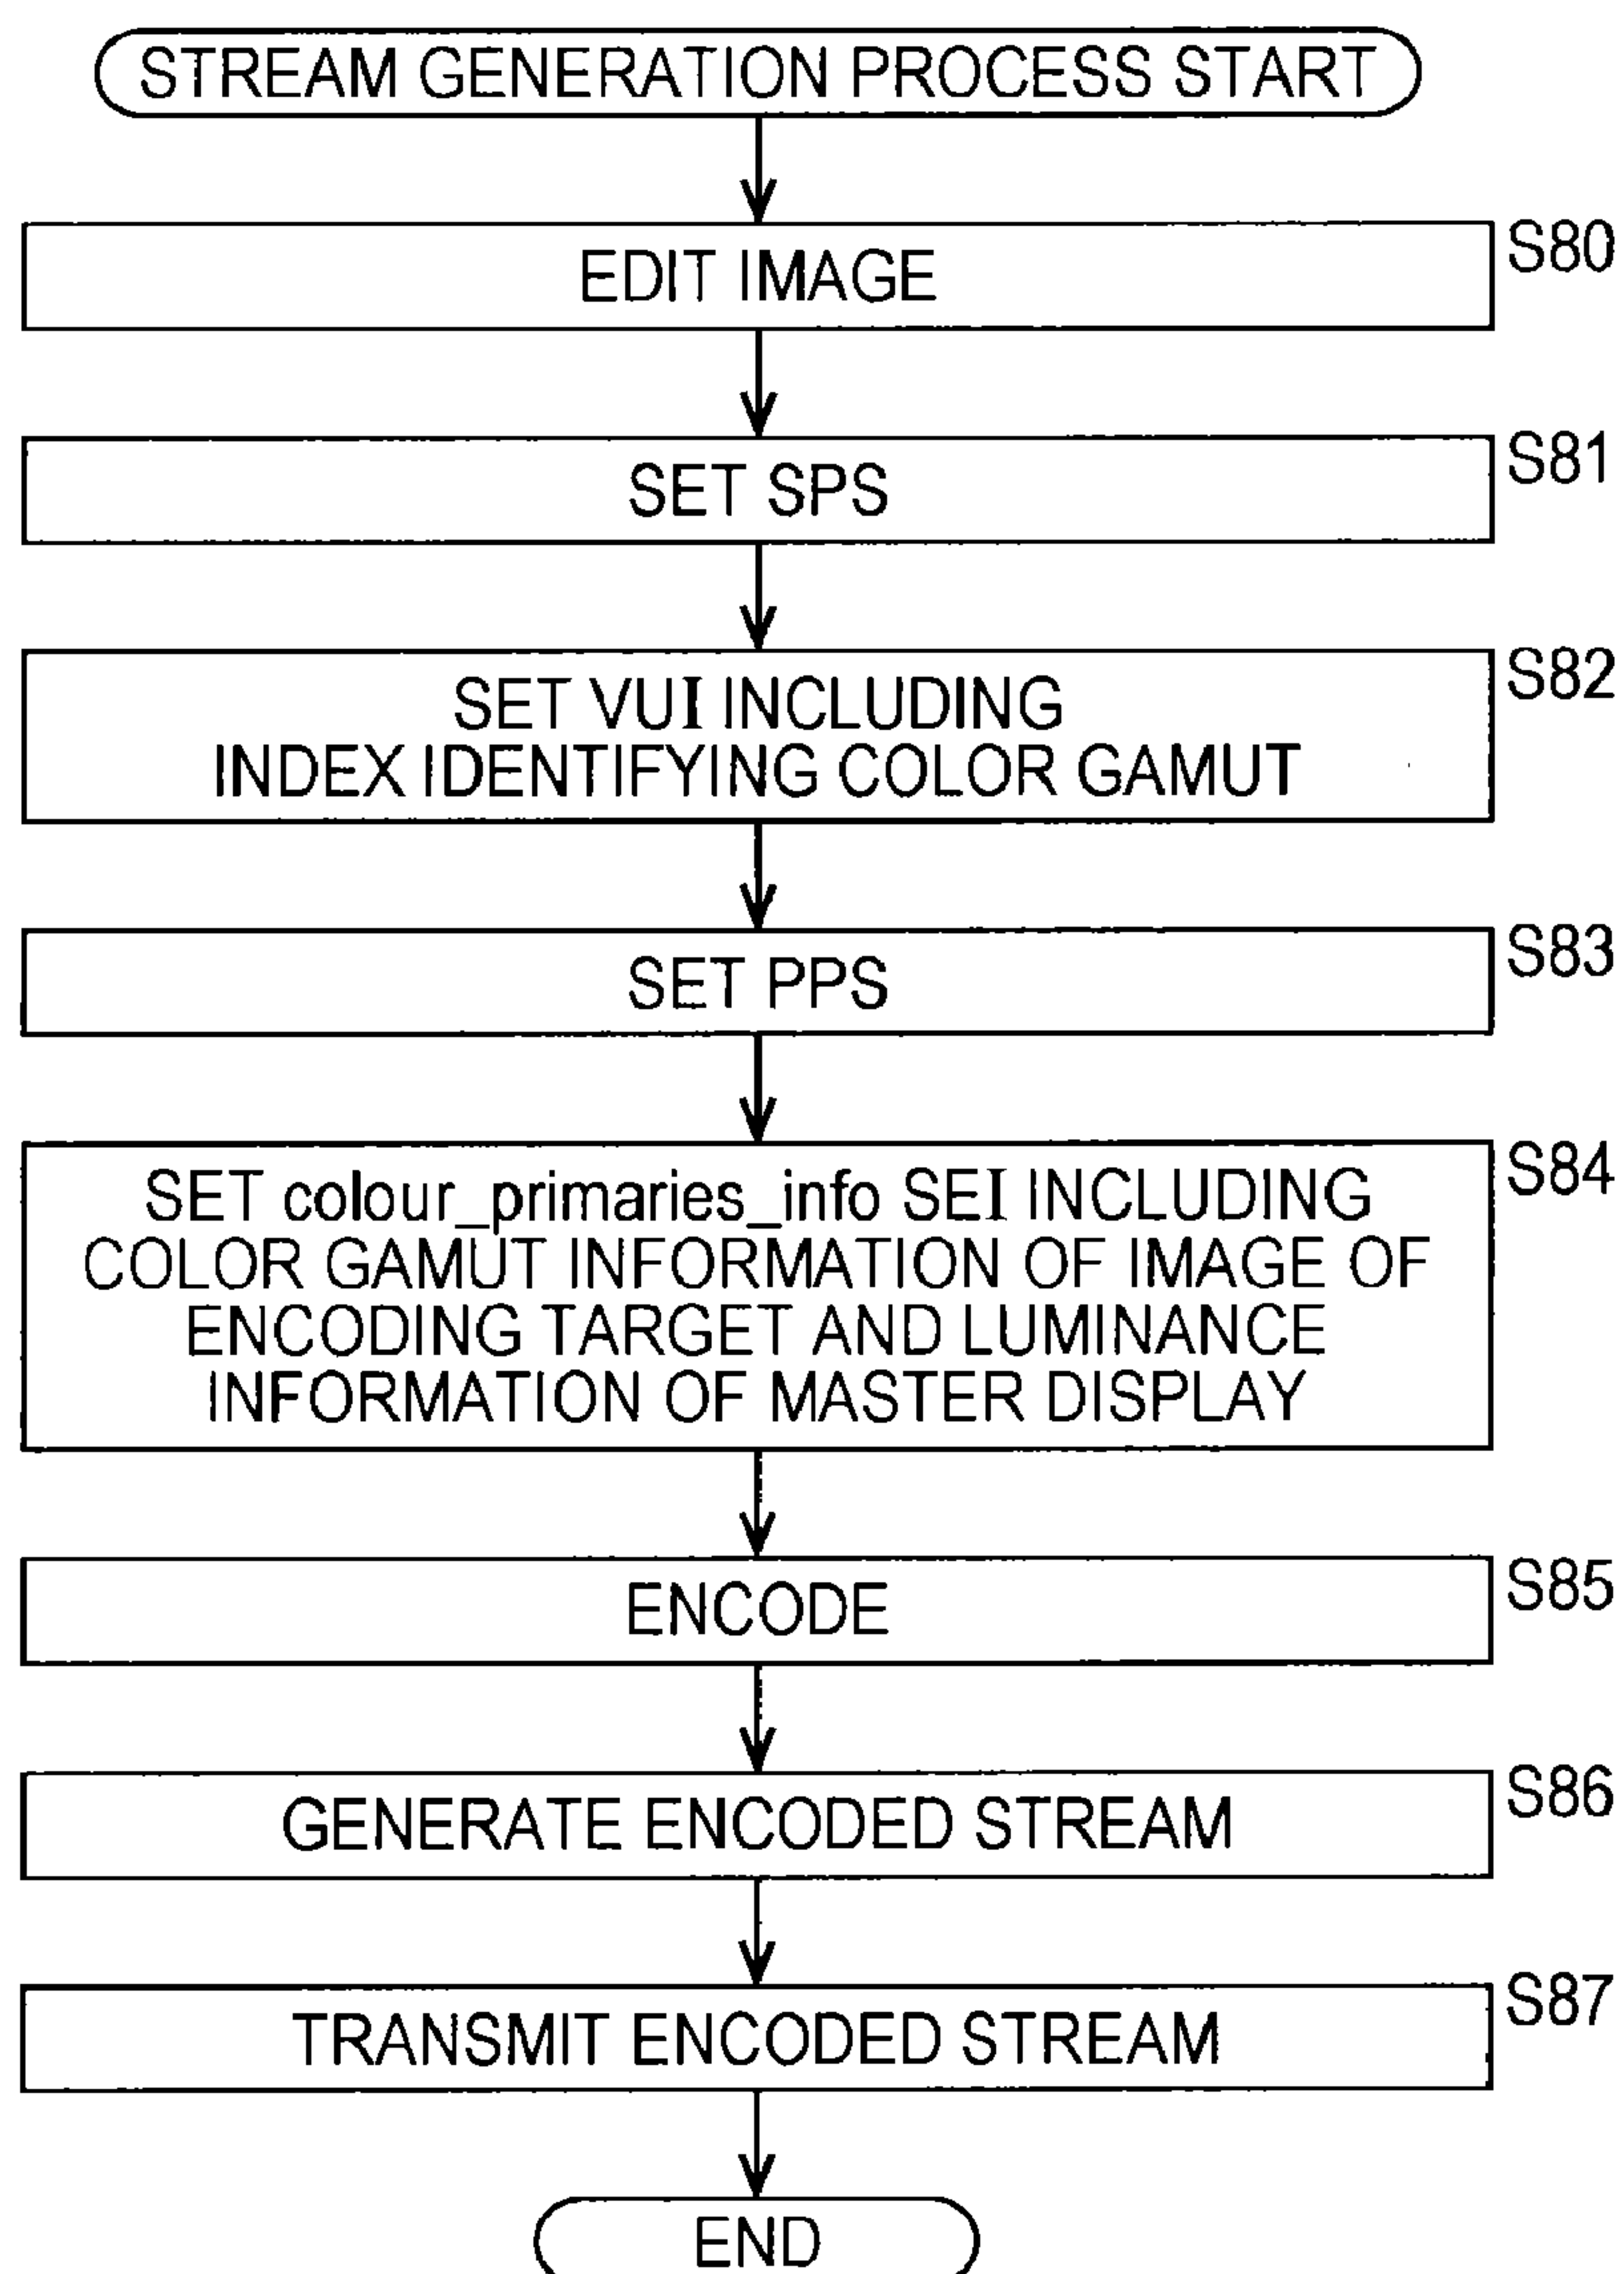 STREAM GENERATION PROCESS START
S80
EDIT IMAGE
S81
SET SPS
S82
SET VUI INCLUDING
INDEX IDENTIFYING COLOR GAMUT
S83
SET PPS
S84
SET colour_primaries_info SEI INCLUDING
COLOR GAMUT INFORMATION OF IMAGE OF
ENCODING TARGET AND LUMINANCE
INFORMATION OF MASTER DISPLAY
S85
ENCODE
S86
GENERATE ENCODED STREAM
S87
TRANSMIT ENCODED STREAM
END